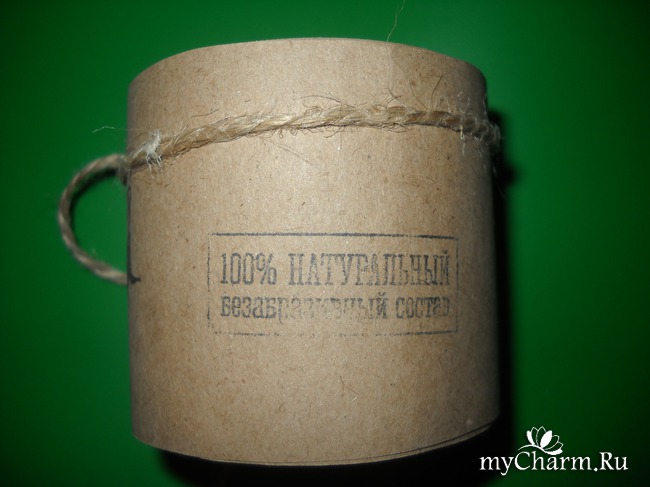 100% НАТУРАЛЬНЫЙ
безабразивный состав
myCharm.Ru